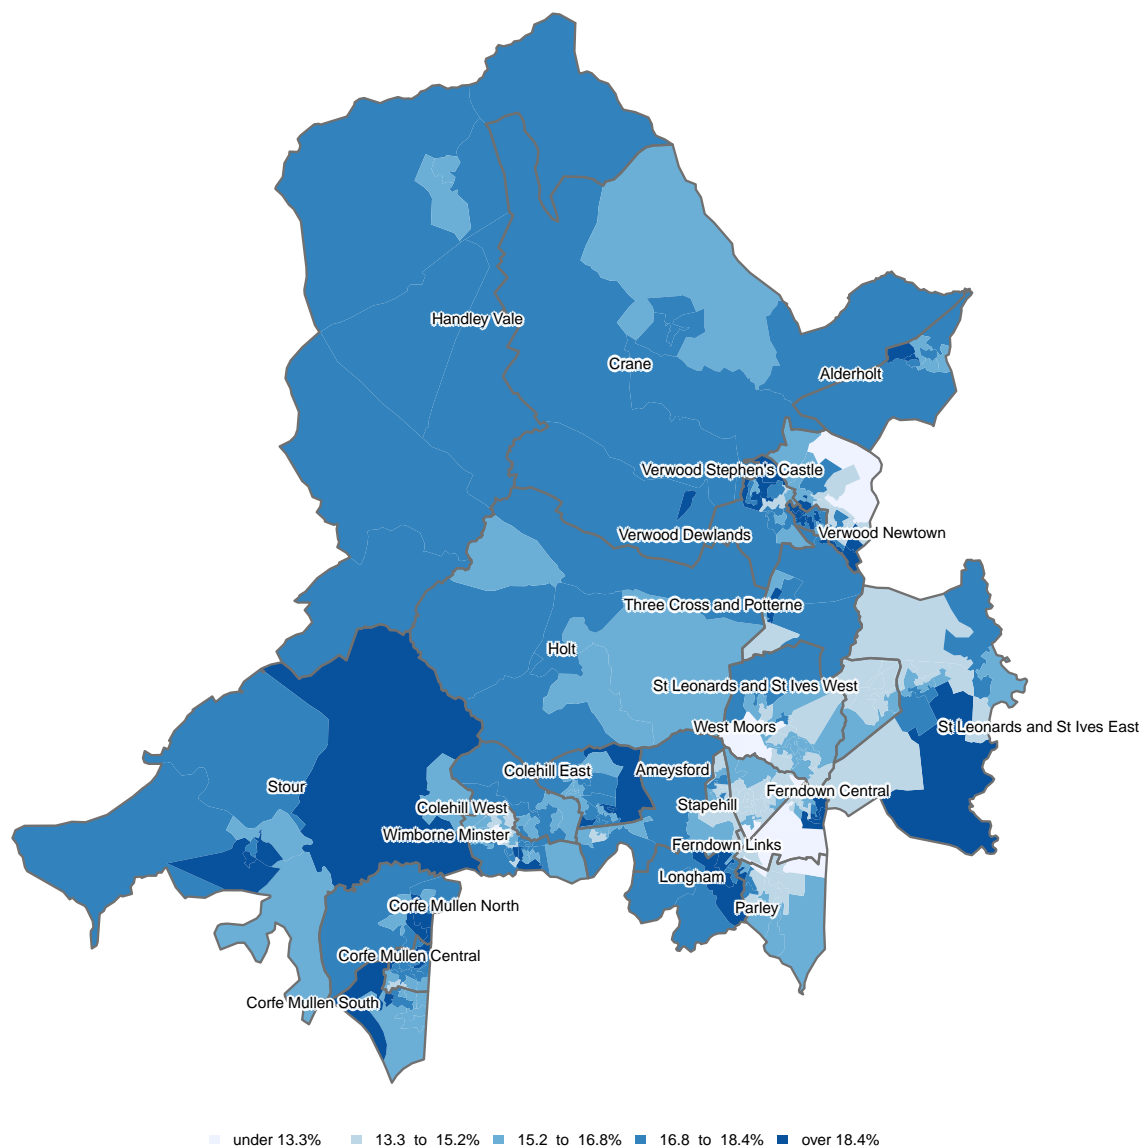 Handley Vale
Crane
Alderholt
Verwood Stephen's Castle
Verwood Dewlands
Verwood Newtown
Three Cross and Potterne
Holt
St Leonards and St Ives West
West Moors
St Leonards and St Ives East
Colehill East
Ameysford
Stour
Ferndown Central
Colehill West
Stapehill
Wimborne Minster
Ferndown Links
Longham
Corfe Mullen North
Parley
Corfe Mullen Central
Corfe Mullen South
under 13.3% 13.3 to 15.2% 15.2 to 16.8% 16.8 to 18.4% over 18.4%